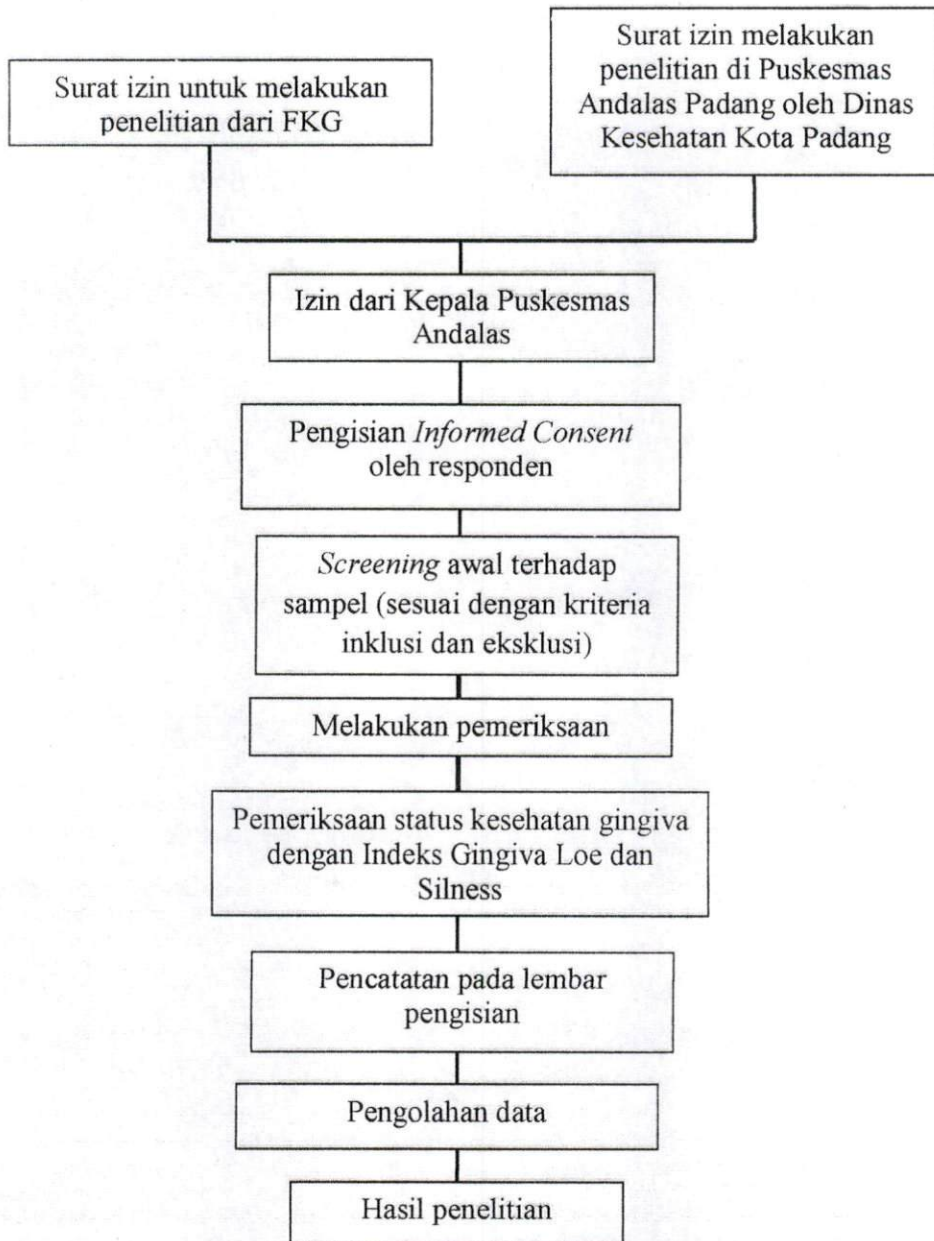 Surat izin untuk melakukan
penelitian dari FKG
Surat izin melakukan
penelitian di Puskesmas
Andalas Padang oleh Dinas
Kesehatan Kota Padang
Izin dari Kepala Puskesmas
Andalas
Pengisian Informed Consent
oleh responden
Screening awal terhadap
sampel (sesuai dengan kriteria
inklusi dan eksklusi)
Melakukan pemeriksaan
Pemeriksaan status kesehatan gingiva
dengan Indeks Gingiva Loe dan
Silness
Pencatatan pada lembar
pengisian
Pengolahan data
Hasil penelitian